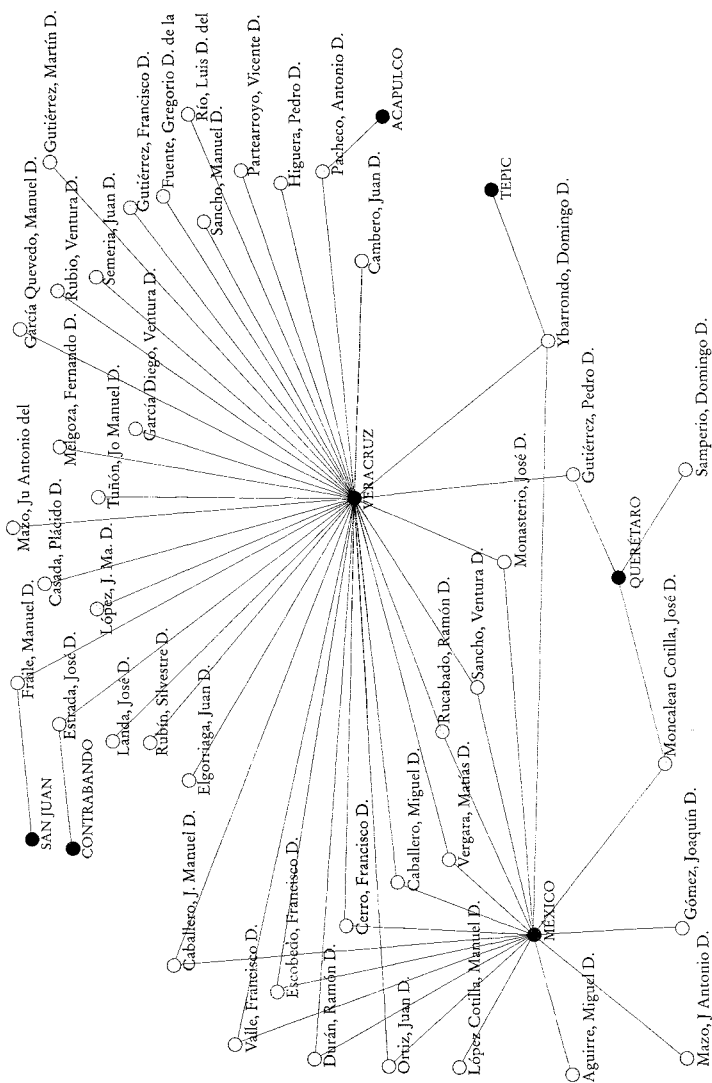 SAN JUAN
CONTRABANDO
Fraile, Manuel D.
Estrada, José D.
Landa, José D.
Rubín, Silvestre D.
Elgorriaga, Juan D.
Caballero, J. Manuel D.
Valle, Francisco D.
Escobedo, Francisco D.
Durán, Ramón D.
Ortiz, Juan D.
López Cotilla, Manuel D.
Aguirre, Miguel D.
Mazo, J Antonio D.
Gómez, Joaquín D.
MÉXICO
Cerro, Francisco D.
Caballero, Miguel D.
Vergara, Matías D.
Rucabado, Ramón D.
Sancho, Ventura D.
Monasterio, José D.
Moncalean Cotilla, José D.
QUERÉTARO
Samperio, Domingo D.
Gutiérrez, Pedro D.
Ybarrondo, Domingo D.
TEPIC
VERACRUZ
Mazo, Ju Antonio del
Casada, Plácido D.
López, J. Ma. D.
Tuñón, Jo Manuel D.
Melgoza, Fernando D.
García Diego, Ventura D.
García Quevedo, Manuel D.
Rubio, Ventura D.
Semeria, Juan D.
Gutiérrez, Martín D.
Gutiérrez, Francisco D.
Fuente, Gregorio D. de la
Río, Luis D. del
Sancho, Manuel D.
Partearroyo, Vicente D.
Higuera, Pedro D.
Pacheco, Antonio D.
ACAPULCO
Cambero, Juan D.